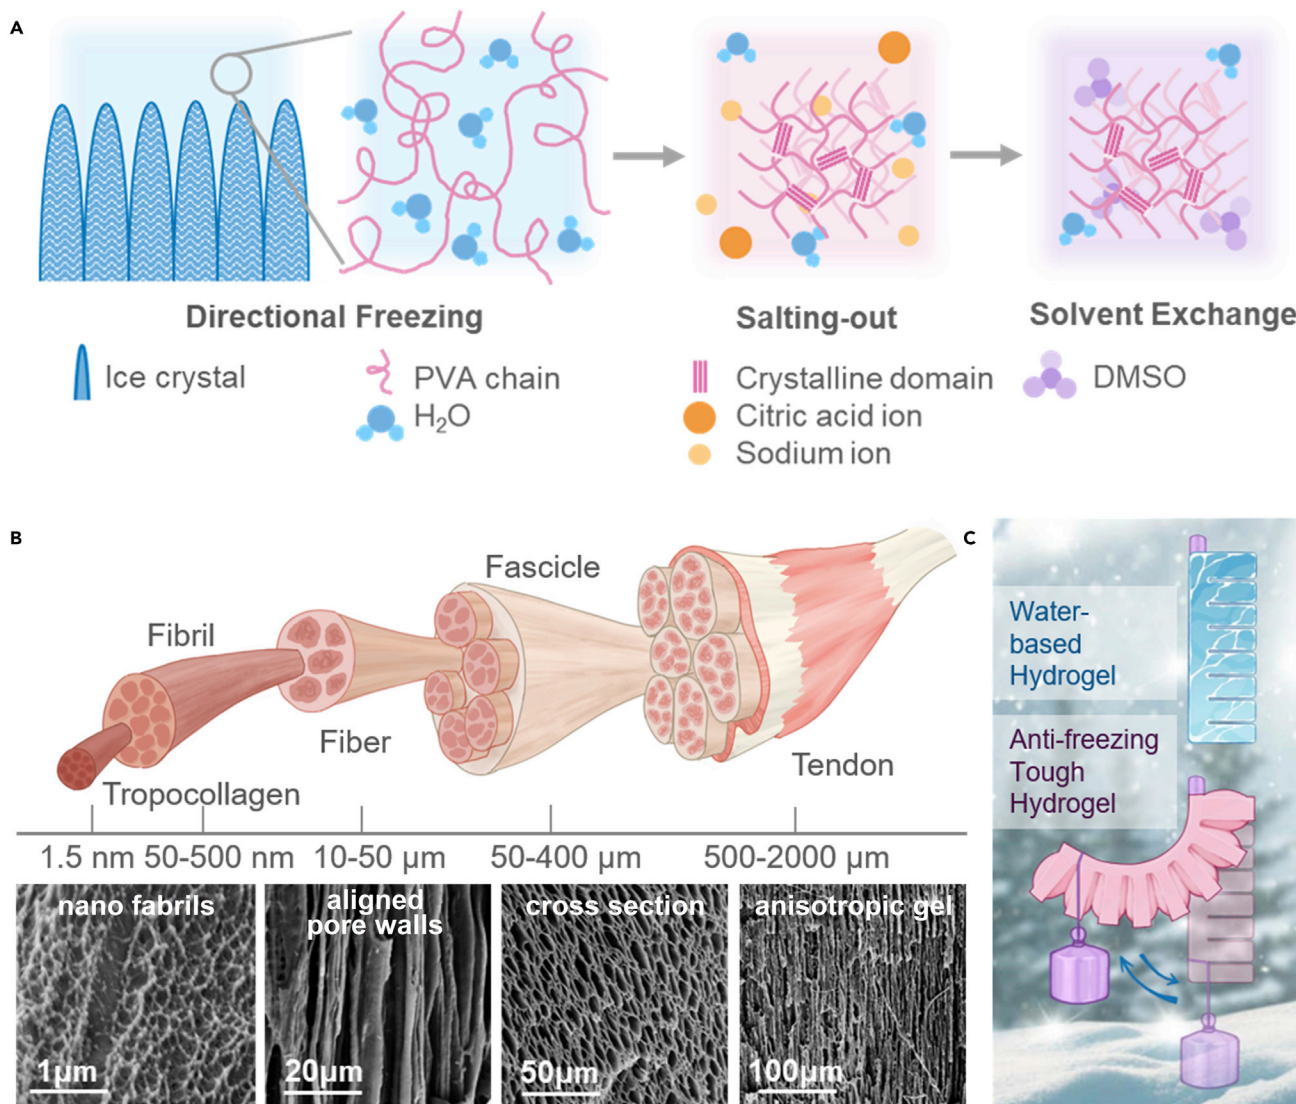 A
Directional Freezing
Salting-out
Solvent Exchange
Ice crystal
PVA chain
H₂O
Crystalline domain
Citric acid ion
Sodium ion
DMSO
B
Fascicle
Fibril
Fiber
Tropocollagen
Tendon
1.5 nm 50-500 nm 10-50 µm 50-400 µm 500-2000 µm
nano fabrils
1µm
aligned
pore walls
20µm
cross section
50µm
anisotropic gel
100µm
C
Water-
based
Hydrogel
Anti-freezing
Tough
Hydrogel